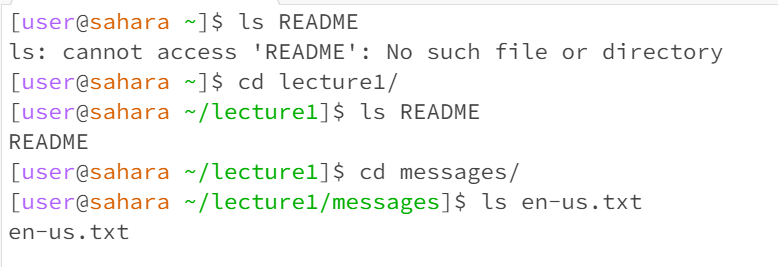 [user@sahara ~]$ ls README
ls: cannot access 'README': No such file or directory
[user@sahara ~]$ cd lecture1/
[user@sahara ~/lecture1]$ ls README
README
[user@sahara ~/lecture1]$ cd messages/
[user@sahara ~/lecture1/messages]$ ls en-us.txt
en-us.txt